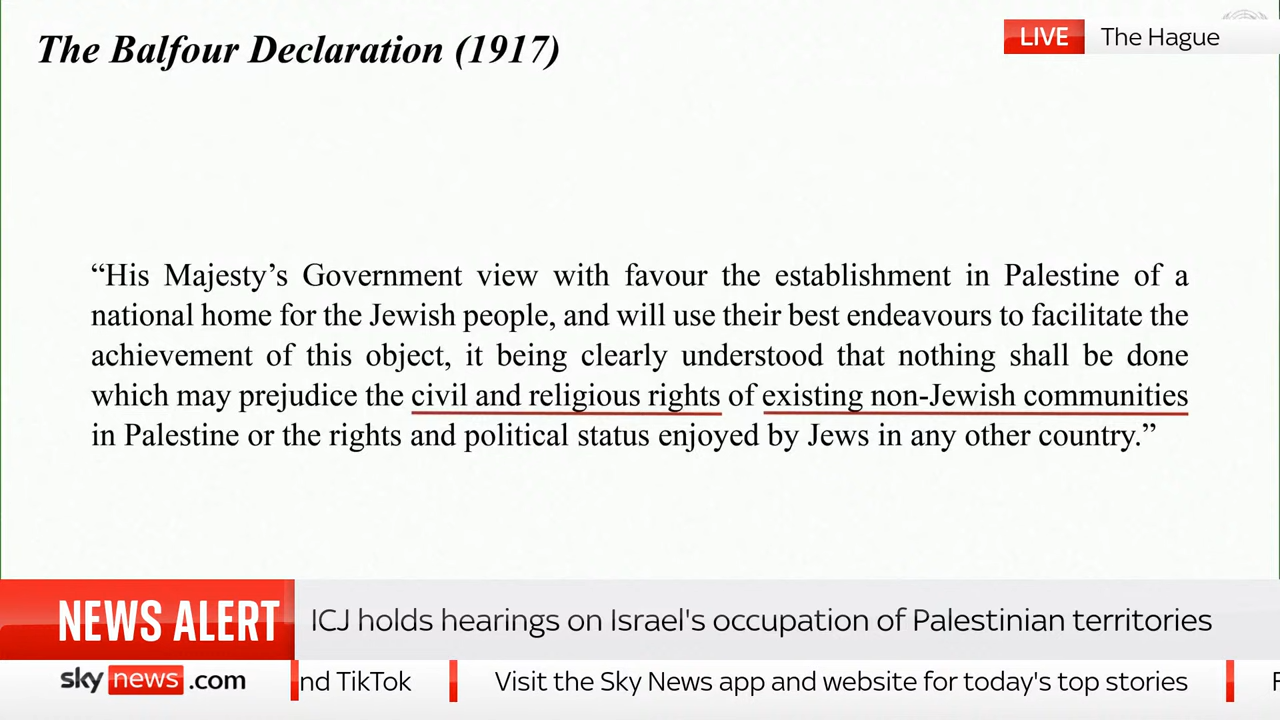 The Balfour Declaration (1917)
LIVE The Hague
“His Majesty’s Government view with favour the establishment in Palestine of a
national home for the Jewish people, and will use their best endeavours to facilitate the
achievement of this object, it being clearly understood that nothing shall be done
which may prejudice the civil and religious rights of existing non-Jewish communities
in Palestine or the rights and political status enjoyed by Jews in any other country.”
NEWS ALERT ICJ holds hearings on Israel's occupation of Palestinian territories
sky news .com nd TikTok Visit the Sky News app and website for today's top stories